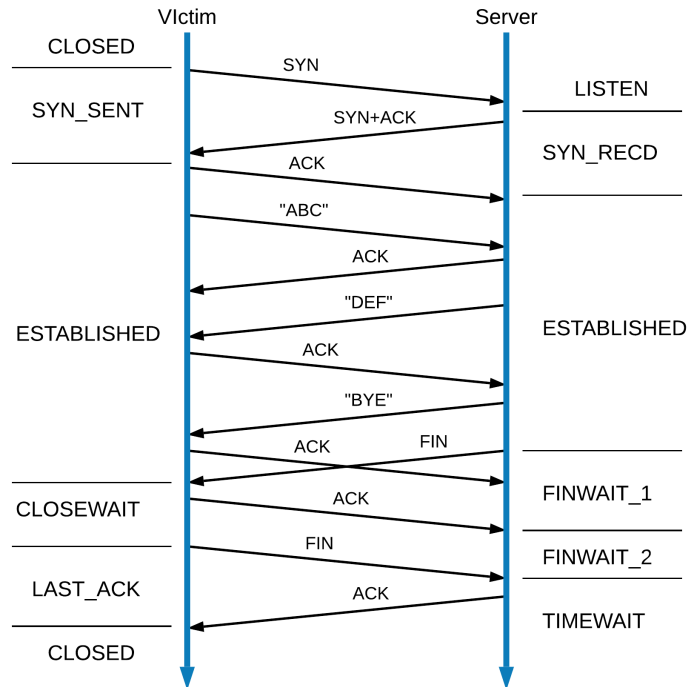 VIctim
Server
CLOSED
SYN
LISTEN
SYN_SENT
SYN+ACK
SYN_RECD
ACK
"ABC"
ACK
"DEF"
ESTABLISHED
ESTABLISHED
ACK
"BYE"
ACK
FIN
CLOSEWAIT
ACK
FINWAIT_1
FIN
FINWAIT_2
LAST_ACK
ACK
TIMEWAIT
CLOSED